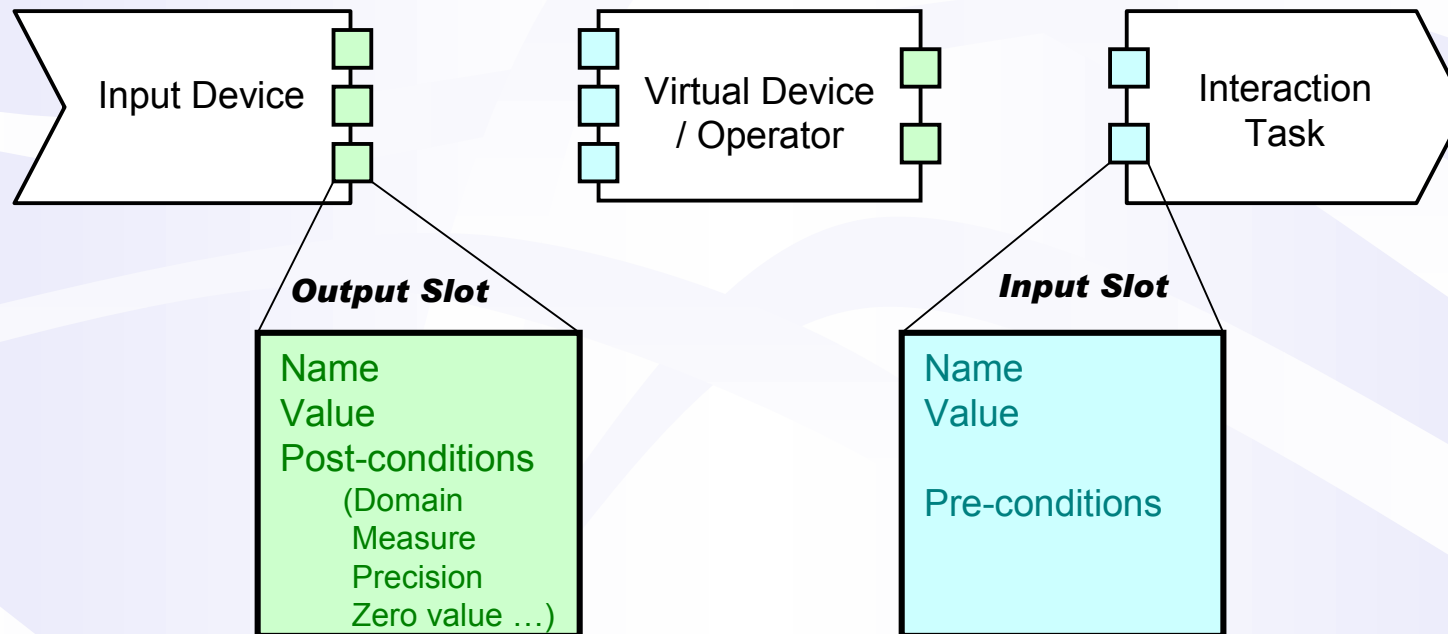 Input Device
Virtual Device
/ Operator
Interaction
Task
Output Slot
Name
Value
Post-conditions
(Domain
Measure
Precision
Zero value …)
Input Slot
Name
Value
Pre-conditions